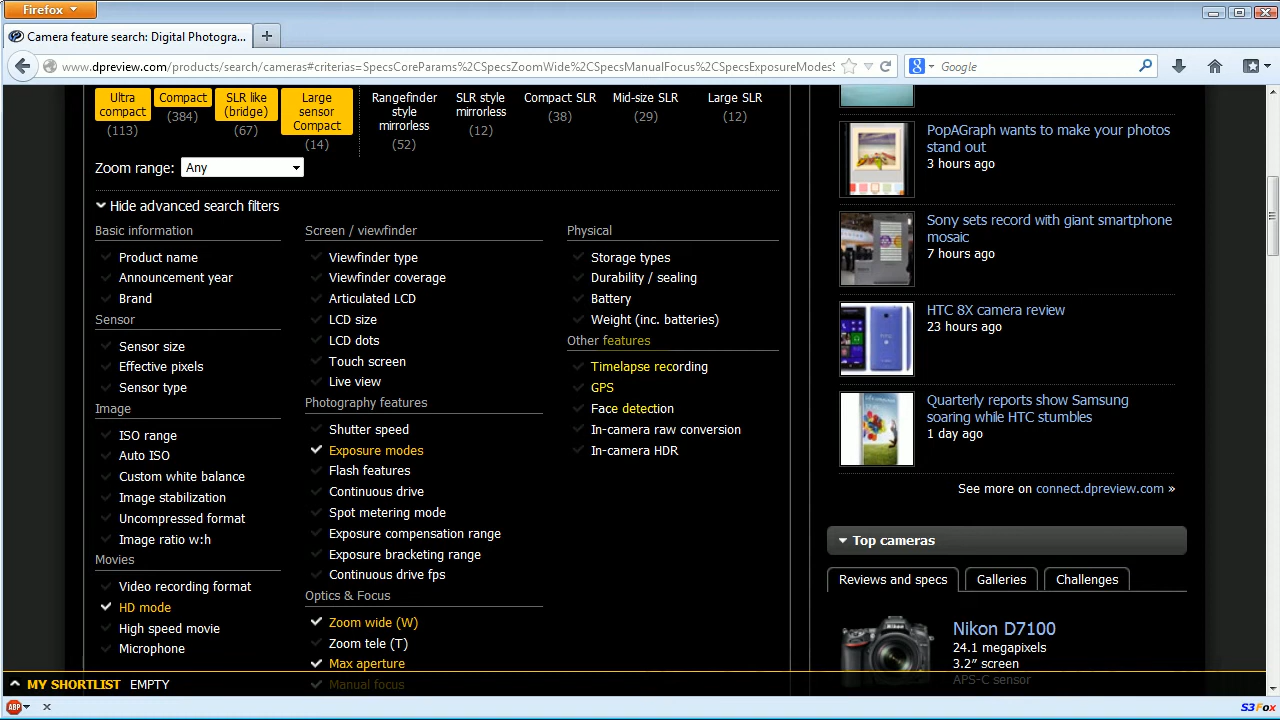 Firefox
Camera feature search: Digital Photogra...
www.dpreview.com/products/search/cameras#criterias=SpecsCoreParams%2CSpecsZoomWide%2CSpecsManualFocus%2CSpecsExposureModes
Google
Ultra compact (113)
Compact (384)
SLR like (bridge) (67)
Large sensor Compact (14)
Rangefinder style mirrorless (52)
SLR style mirrorless (12)
Compact SLR (38)
Mid-size SLR (29)
Large SLR (12)
Zoom range: Any
Hide advanced search filters
Basic information
Product name
Announcement year
Brand
Sensor
Sensor size
Effective pixels
Sensor type
Image
ISO range
Auto ISO
Custom white balance
Image stabilization
Uncompressed format
Image ratio w:h
Movies
Video recording format
HD mode
High speed movie
Microphone
Screen / viewfinder
Viewfinder type
Viewfinder coverage
Articulated LCD
LCD size
LCD dots
Touch screen
Live view
Photography features
Shutter speed
Exposure modes
Flash features
Continuous drive
Spot metering mode
Exposure compensation range
Exposure bracketing range
Continuous drive fps
Optics & Focus
Zoom wide (W)
Zoom tele (T)
Max aperture
Manual focus
Physical
Storage types
Durability / sealing
Battery
Weight (inc. batteries)
Other features
Timelapse recording
GPS
Face detection
In-camera raw conversion
In-camera HDR
PopAGraph wants to make your photos
stand out
3 hours ago
Sony sets record with giant smartphone
mosaic
7 hours ago
HTC 8X camera review
23 hours ago
Quarterly reports show Samsung
soaring while HTC stumbles
1 day ago
See more on connect.dpreview.com »
Top cameras
Reviews and specs
Galleries
Challenges
Nikon D7100
24.1 megapixels
3.2″ screen
APS-C sensor
MY SHORTLIST EMPTY
ABP
S3Fox